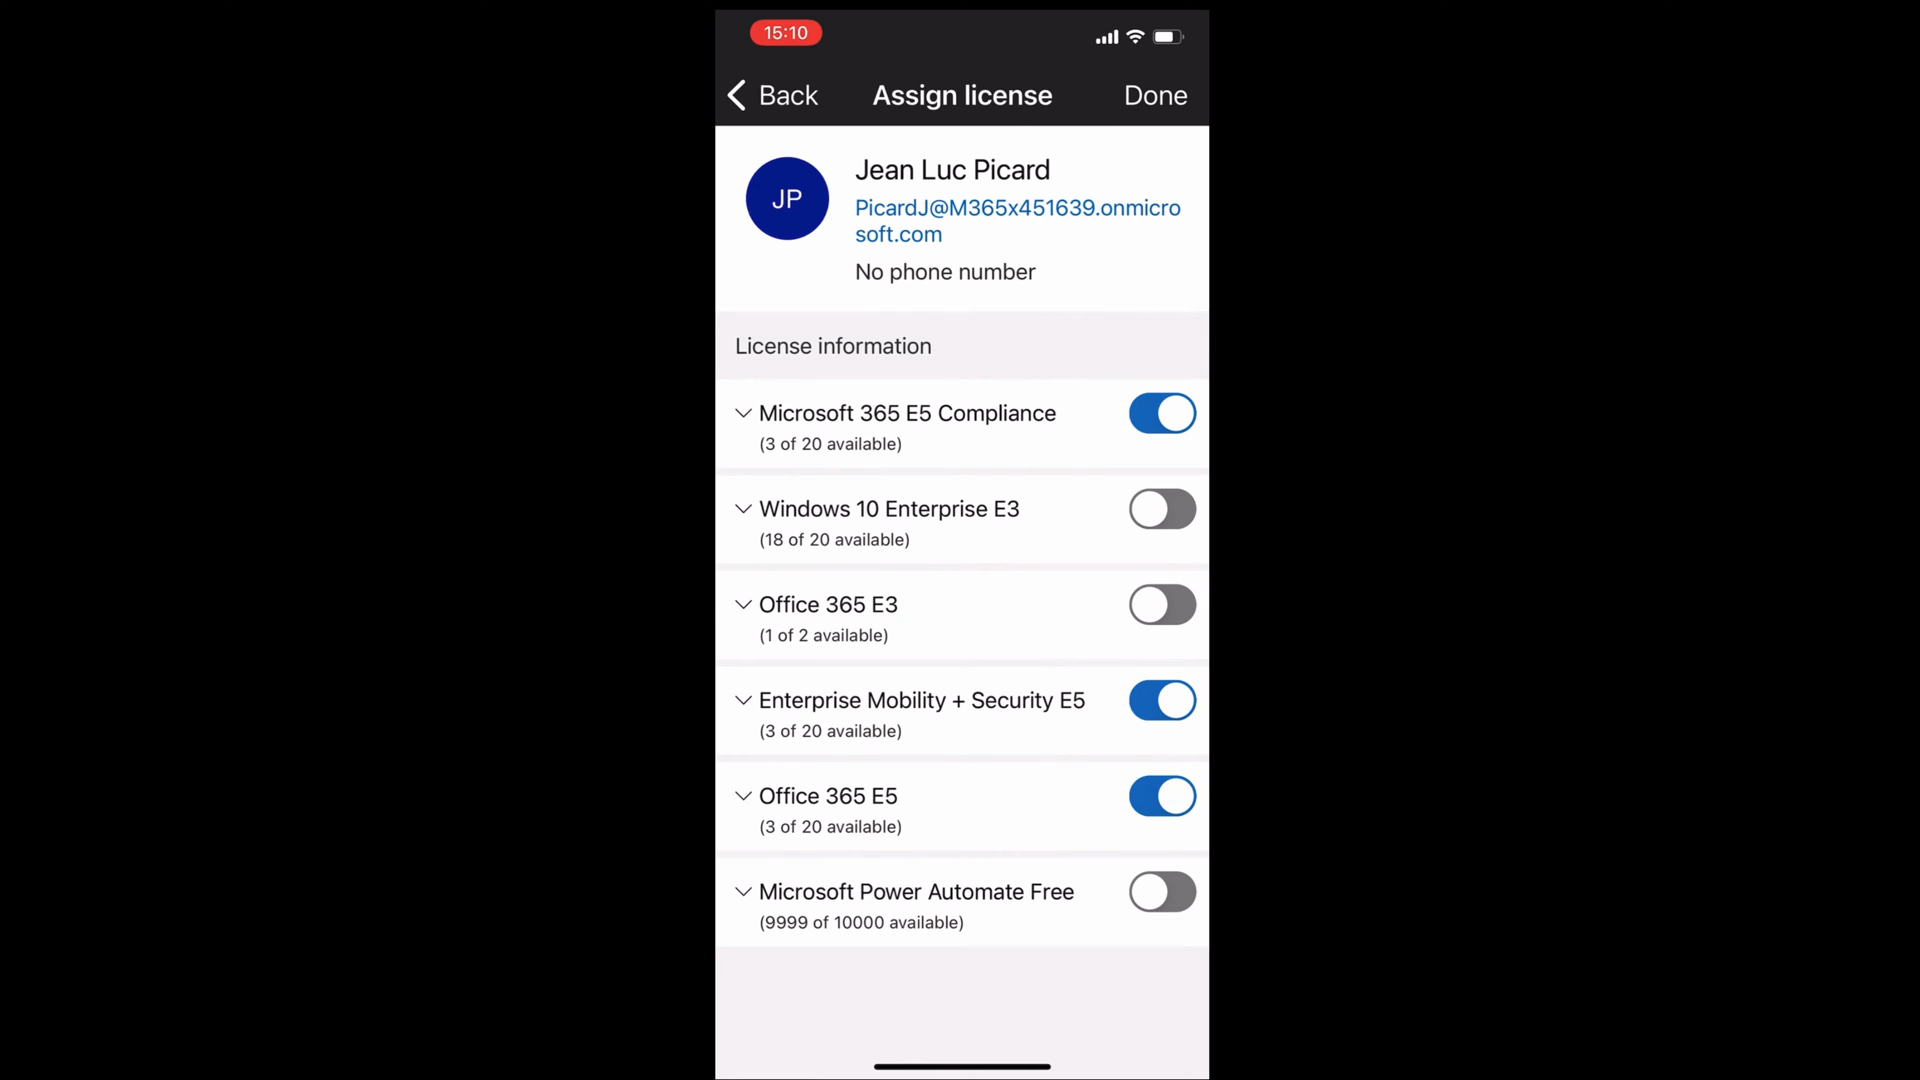 15:10
Back
Assign license
Done
JP
Jean Luc Picard
PicardJ@M365x451639.onmicro
soft.com
No phone number
License information
Microsoft 365 E5 Compliance
(3 of 20 available)
Windows 10 Enterprise E3
(18 of 20 available)
Office 365 E3
(1 of 2 available)
Enterprise Mobility + Security E5
(3 of 20 available)
Office 365 E5
(3 of 20 available)
Microsoft Power Automate Free
(9999 of 10000 available)